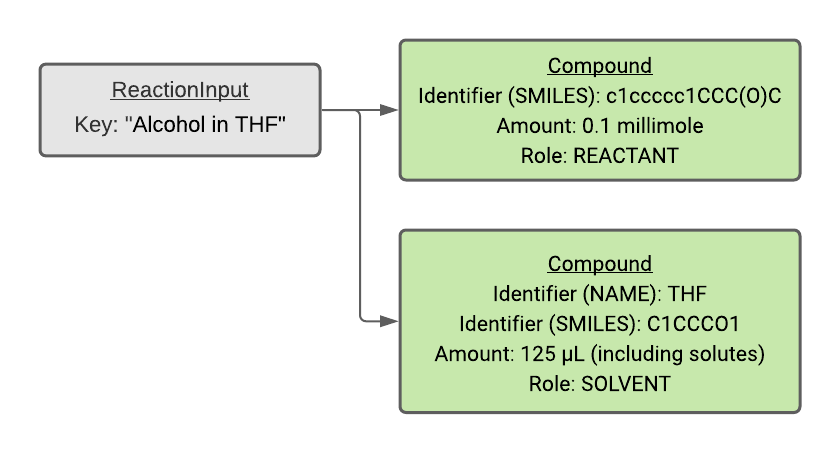 ReactionInput
Key: "Alcohol in THF"
Compound
Identifier (SMILES): c1ccccc1CCC(O)C
Amount: 0.1 millimole
Role: REACTANT
Compound
Identifier (NAME): THF
Identifier (SMILES): C1CCCO1
Amount: 125 µL (including solutes)
Role: SOLVENT